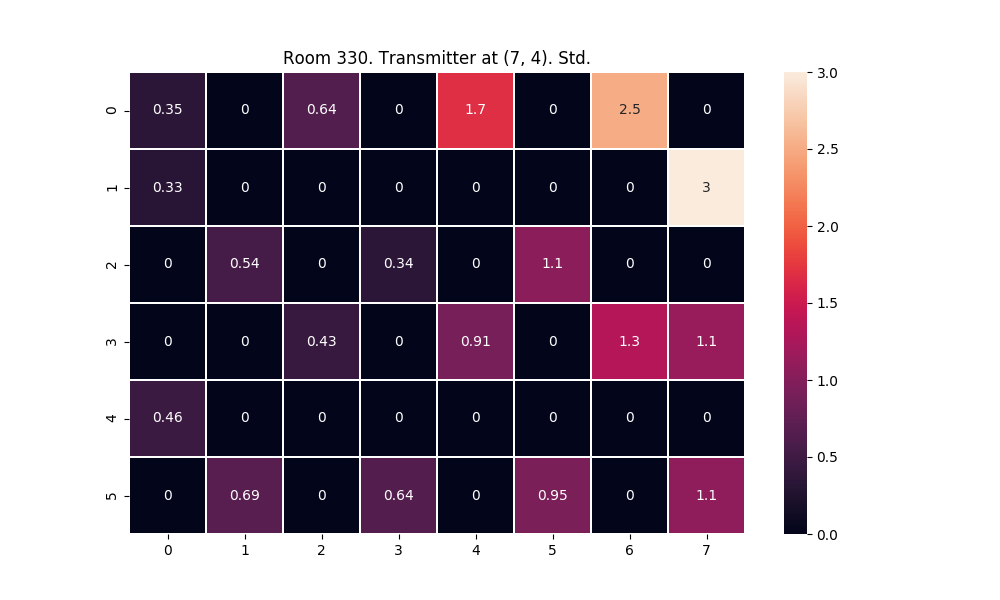 Room 330. Transmitter at (7, 4). Std.
0 0.35 0 0.64 0 1.7 0 2.5 0
1 0.33 0 0 0 0 0 0 3
2 0 0.54 0 0.34 0 1.1 0 0
3 0 0 0.43 0 0.91 0 1.3 1.1
4 0.46 0 0 0 0 0 0 0
5 0 0.69 0 0.64 0 0.95 0 1.1
0 1 2 3 4 5 6 7
3.0
2.5
2.0
1.5
1.0
0.5
0.0